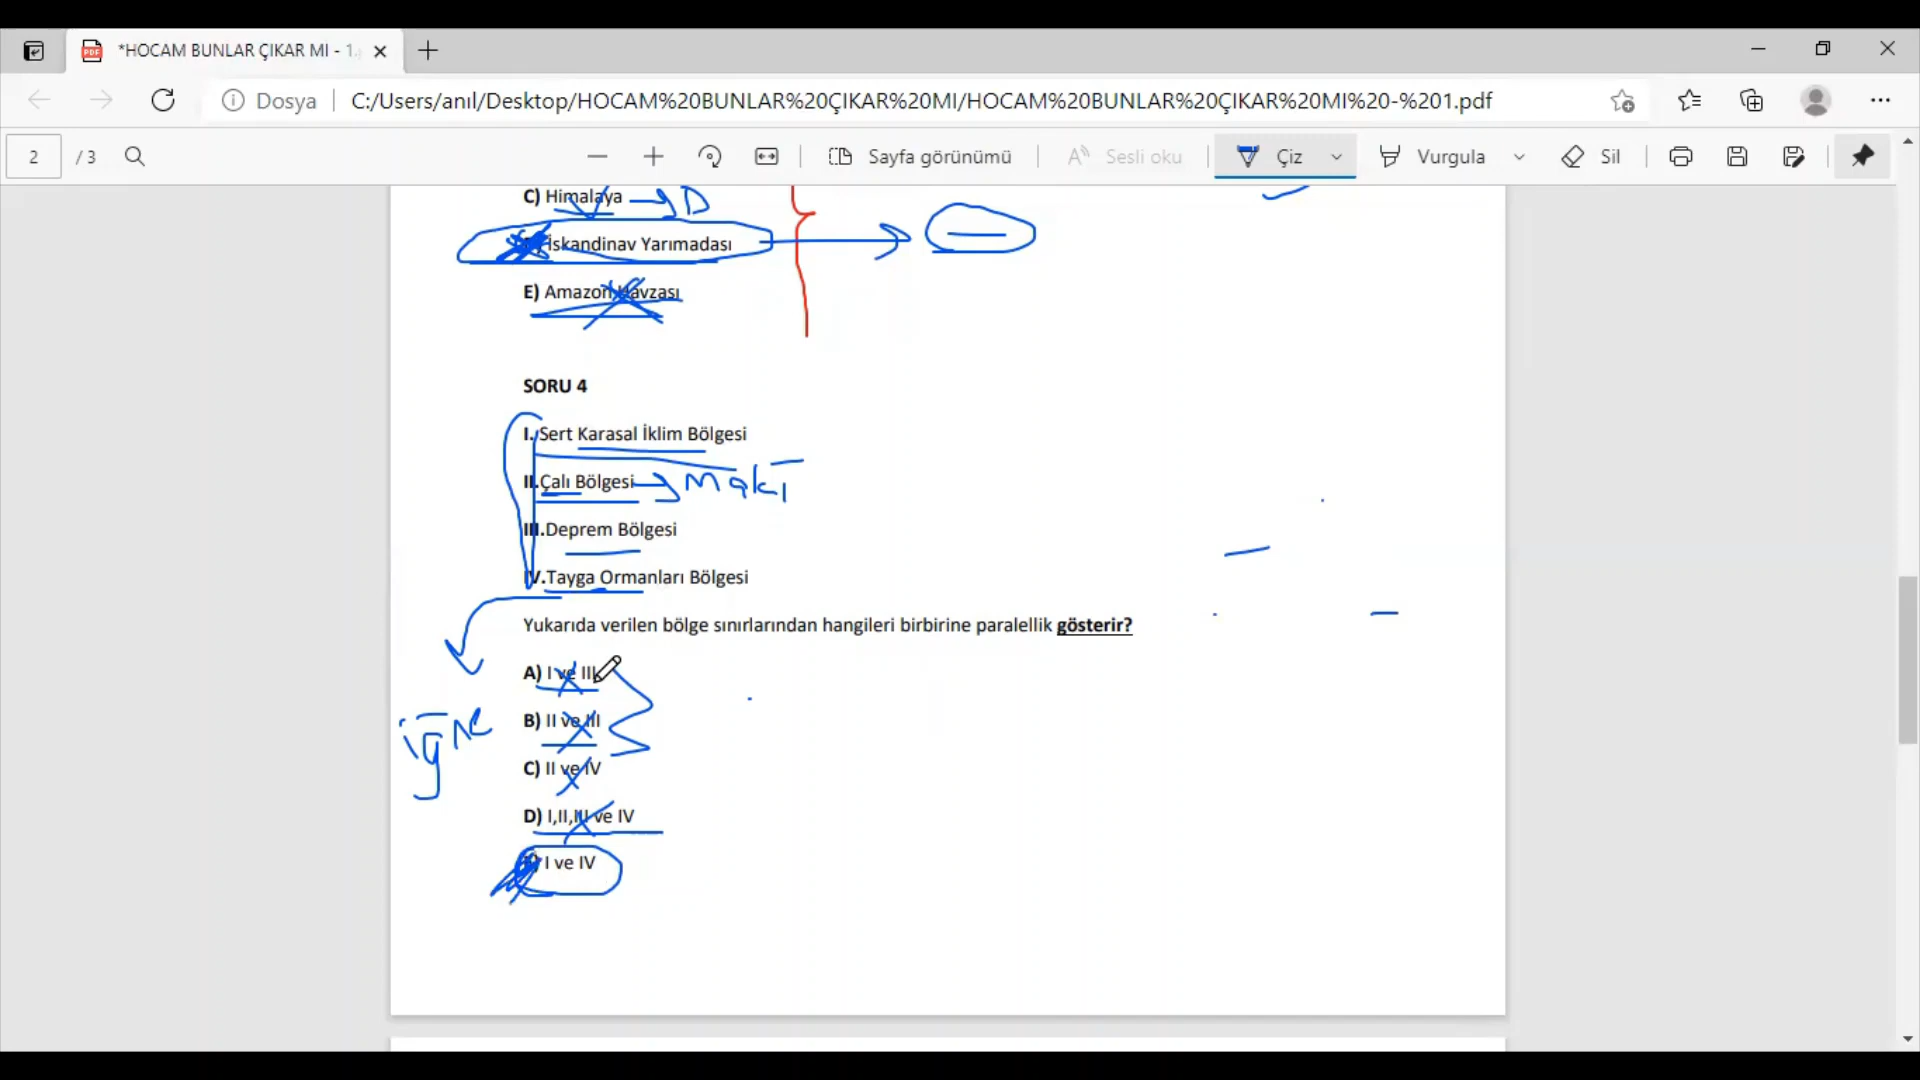 *HOCAM BUNLAR ÇIKAR MI - 1.
Dosya
C:/Users/anıl/Desktop/HOCAM%20BUNLAR%20ÇIKAR%20MI/HOCAM%20BUNLAR%20ÇIKAR%20MI%20-%201.pdf
2 / 3
Sayfa görünümü
Sesli oku
Çiz
Vurgula
Sil
C) Himalaya → D
İskandinav Yarımadası
E) Amazon Havzası
SORU 4
I. Sert Karasal İklim Bölgesi
II.Çalı Bölgesi → Maki
III.Deprem Bölgesi
IV.Tayga Ormanları Bölgesi
Yukarıda verilen bölge sınırlarından hangileri birbirine paralellik gösterir?
A) I ve III
B) II ve III
iğne
C) II ve IV
D) I,II,III ve IV
I ve IV